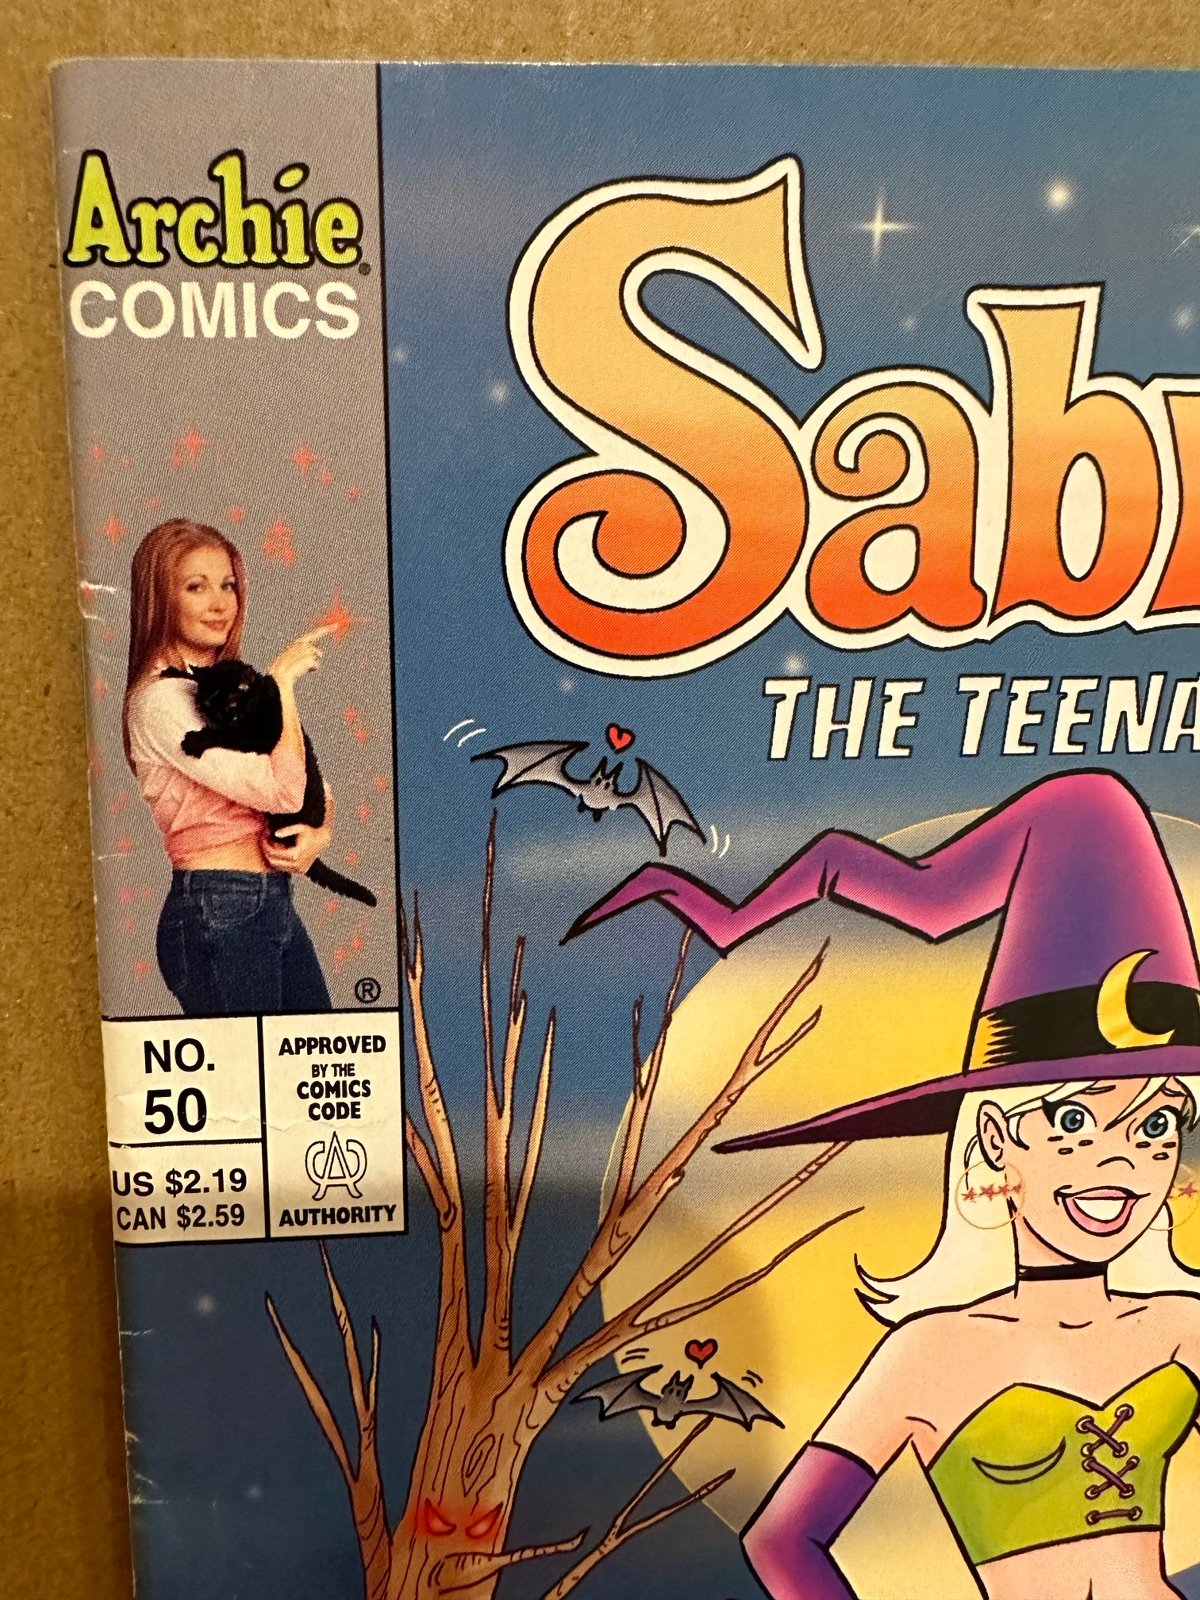 Archie
COMICS
Sab
THE TEENA
®
NO.
50
APPROVED
BY THE
COMICS
CODE
CA
AUTHORITY
US $2.19
CAN $2.59